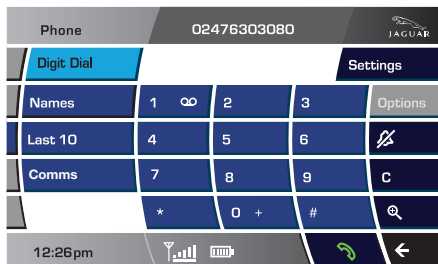 Phone 02476303080 JAGUAR
Digit Dial Settings
Names 1 2 3 Options
Last 10 4 5 6
Comms 7 8 9 C
* 0 + #
12:26pm